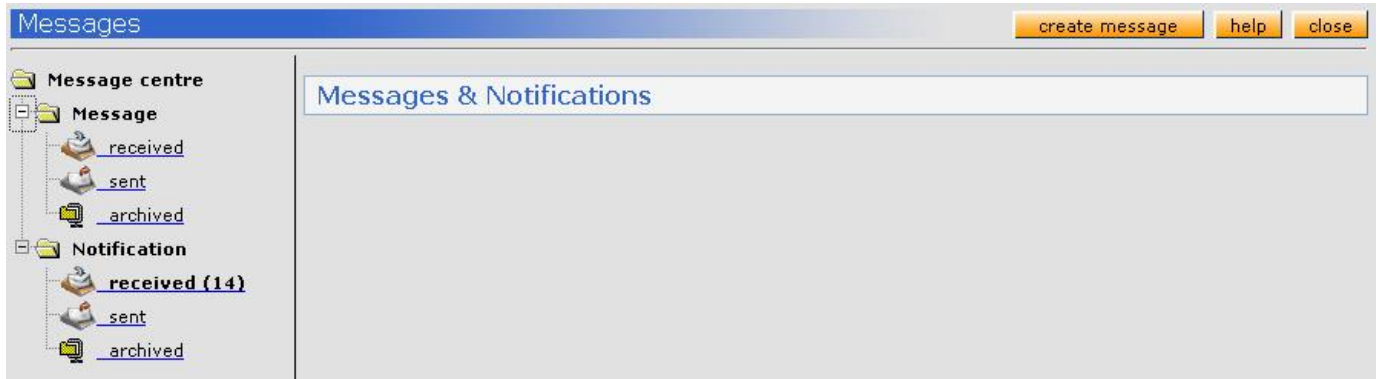 Messages
create message help close
Message centre
Messages & Notifications
Message
received
sent
archived
Notification
received (14)
sent
archived